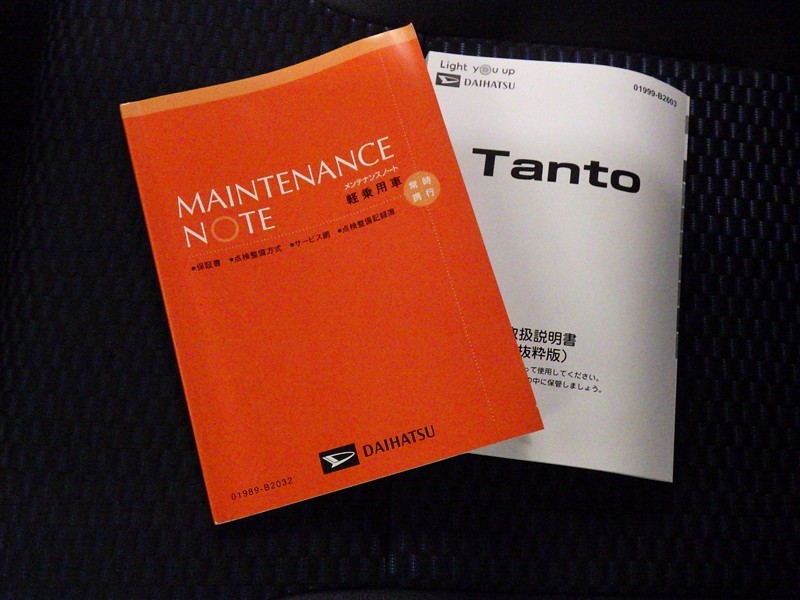 MAINTENANCE
NOTE
メンテナンスノート
軽乗用車
常時
携行
●保証書 ●点検整備方式 ●サービス網 ●点検整備記録簿
DAIHATSU
01989-B2032
Light you up
DAIHATSU
01999-B2603
Tanto
取扱説明書
抜粋版）
って使用してください。
中に保管しましょう。